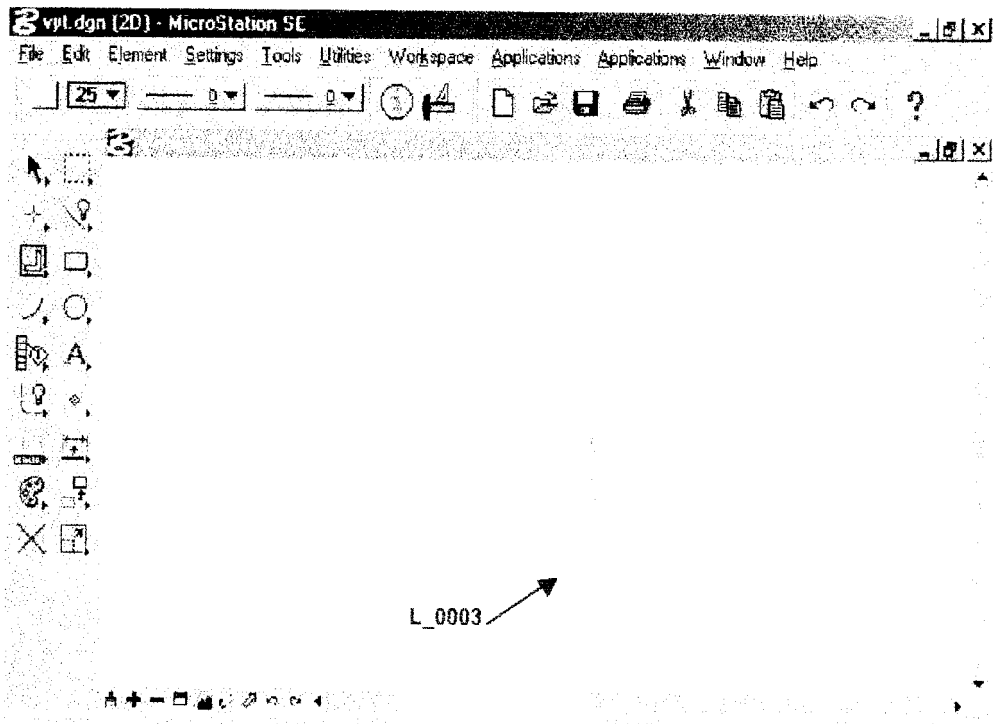 vpt.dgn (2D) - MicroStation SE
File Edit Element Settings Tools Utilities Workspace Applications Applications Window Help
25 0 0
A
L_0003